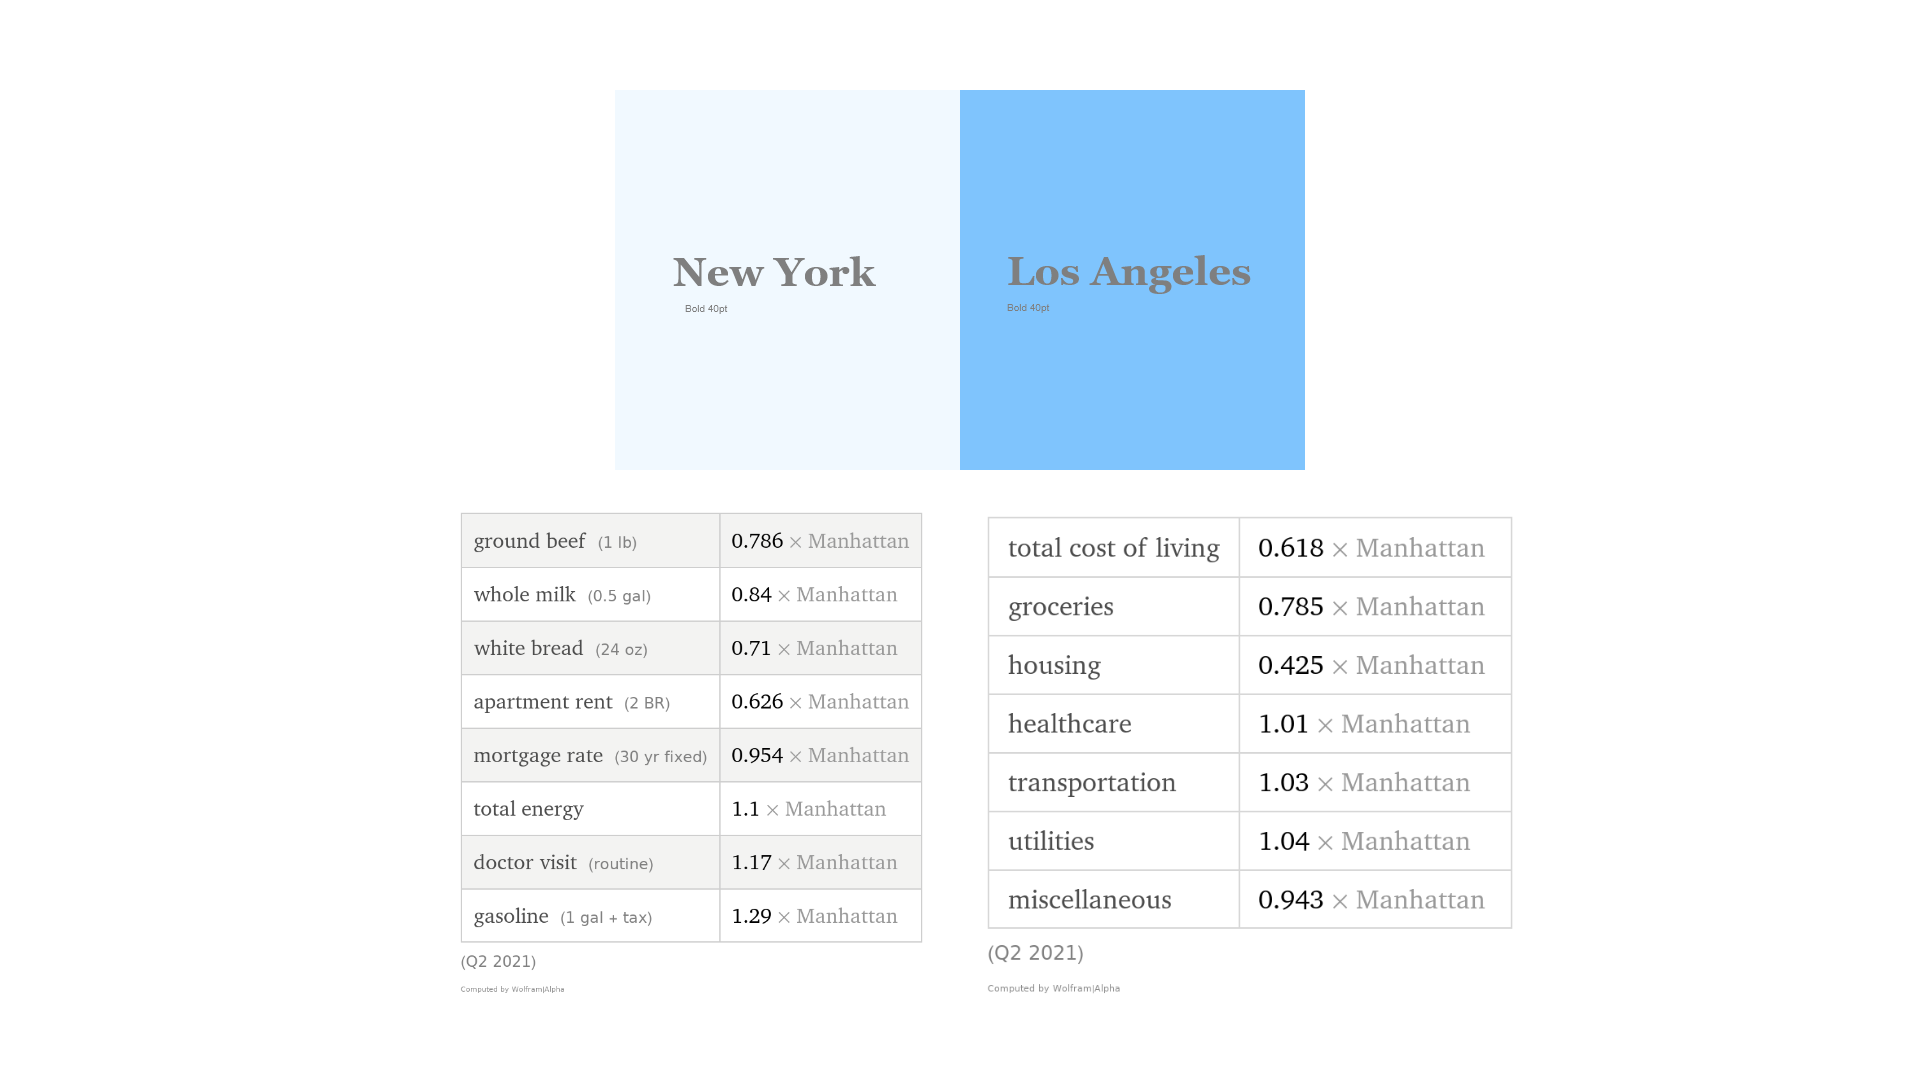 New York
Bold 40pt
Los Angeles
Bold 40pt
ground beef (1 lb) 0.786 × Manhattan
whole milk (0.5 gal) 0.84 × Manhattan
white bread (24 oz) 0.71 × Manhattan
apartment rent (2 BR) 0.626 × Manhattan
mortgage rate (30 yr fixed) 0.954 × Manhattan
total energy 1.1 × Manhattan
doctor visit (routine) 1.17 × Manhattan
gasoline (1 gal + tax) 1.29 × Manhattan
(Q2 2021)
Computed by Wolfram|Alpha
total cost of living 0.618 × Manhattan
groceries 0.785 × Manhattan
housing 0.425 × Manhattan
healthcare 1.01 × Manhattan
transportation 1.03 × Manhattan
utilities 1.04 × Manhattan
miscellaneous 0.943 × Manhattan
(Q2 2021)
Computed by Wolfram|Alpha